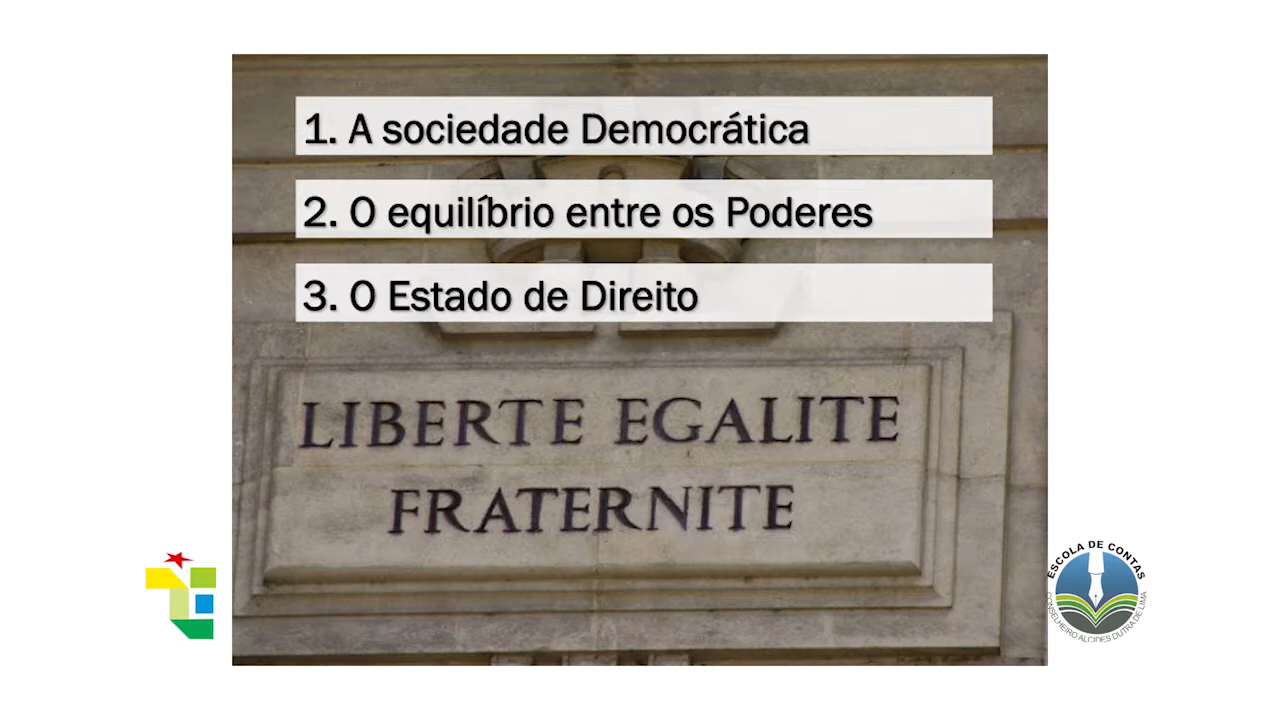 1. A sociedade Democrática
2. O equilíbrio entre os Poderes
3. O Estado de Direito
LIBERTE EGALITE
FRATERNITE
ESCOLA DE CONTAS
CONSELHEIRO ALCIDES DUTRA DE LIMA